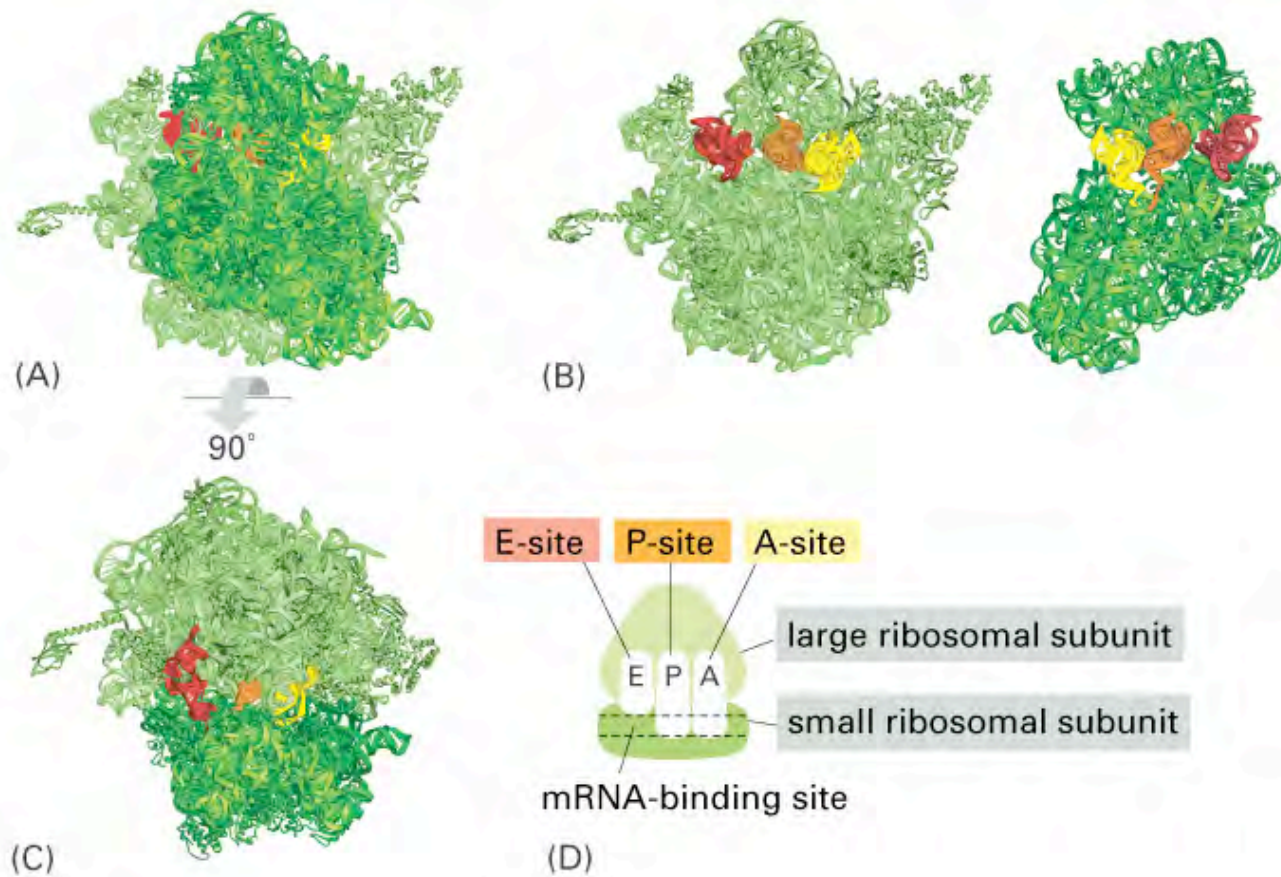 (A)
(B)
90°
E-site P-site A-site
E P A
large ribosomal subunit
small ribosomal subunit
mRNA-binding site
(C)
(D)